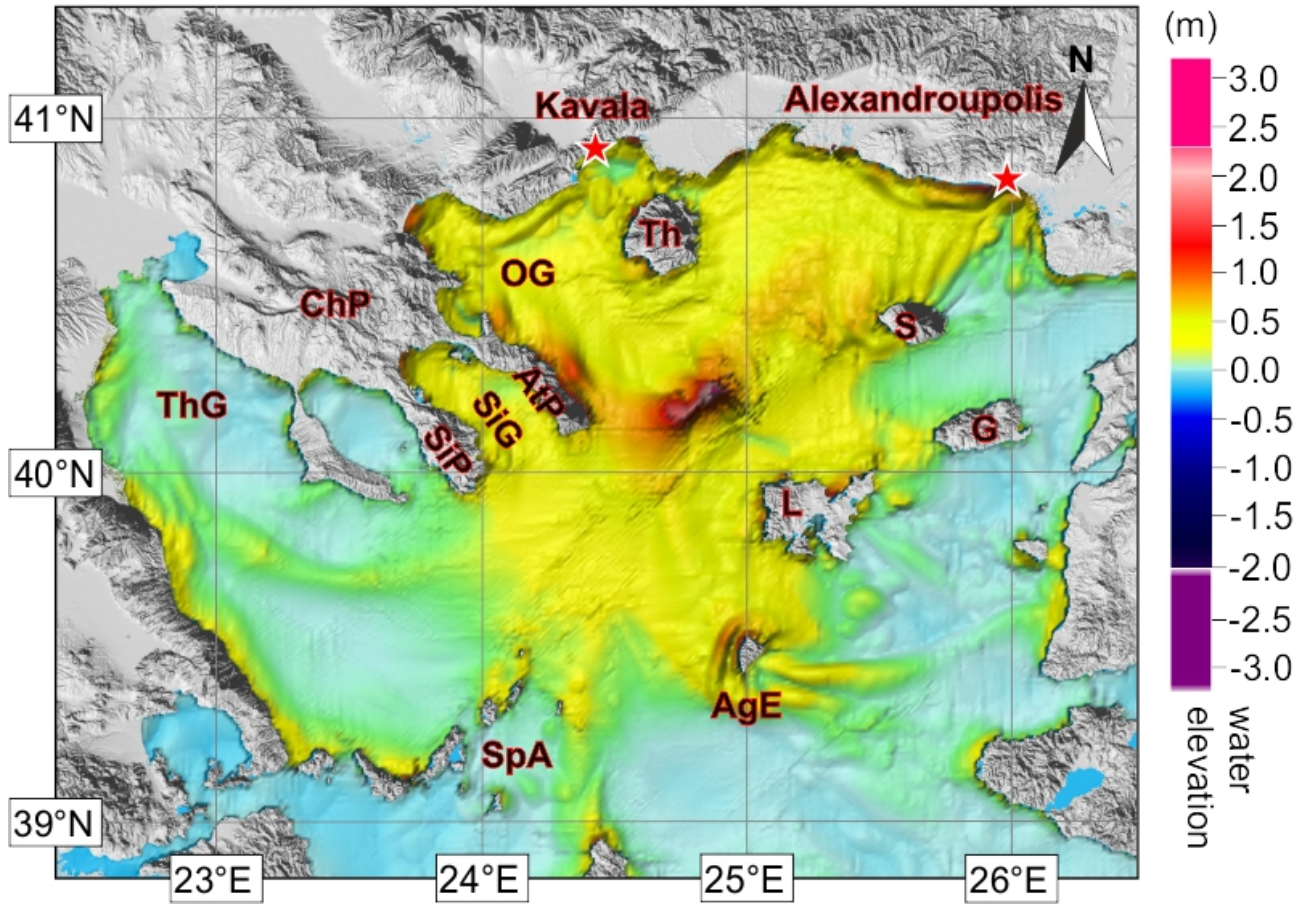 (m)
N
Kavala
Alexandroupolis
41°N
3.0
2.5
2.0
1.5
1.0
0.5
0.0
-0.5
-1.0
-1.5
-2.0
-2.5
-3.0
Th
OG
ChP
S
AtP
ThG
SiG
G
SiP
40°N
L
AgE
SpA
water
elevation
39°N
23°E
24°E
25°E
26°E